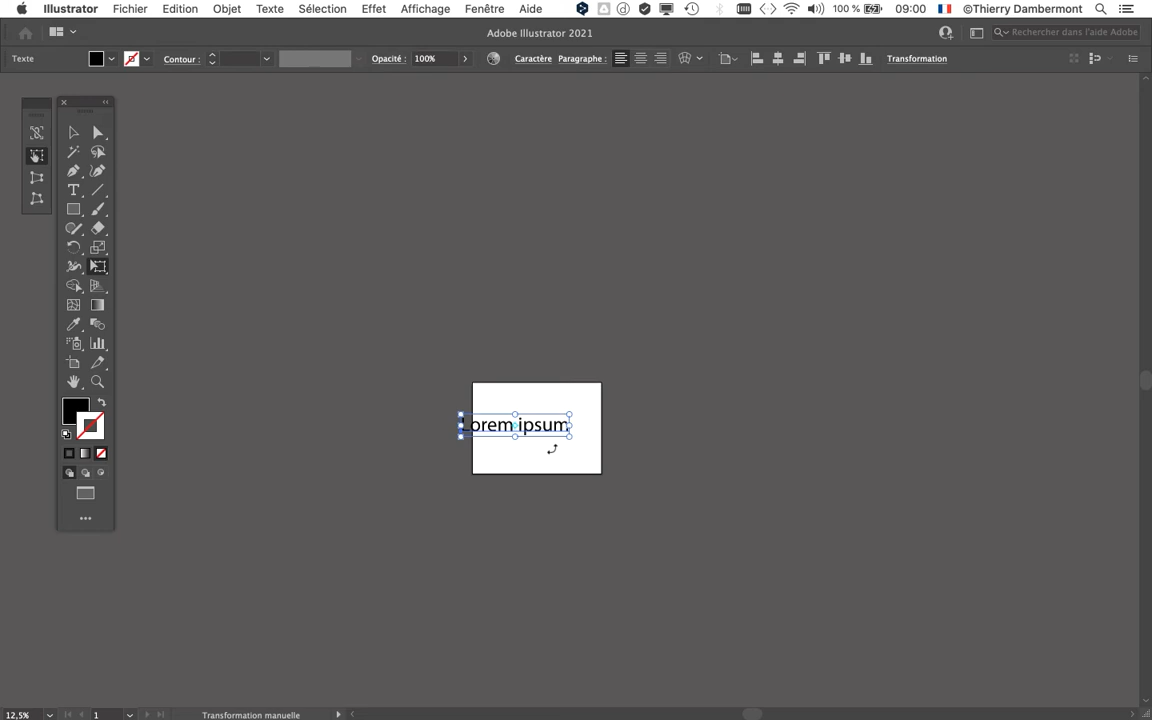 Illustrator Fichier Edition Objet Texte Sélection Effet Affichage Fenêtre Aide 100 % 09:00 ©Thierry Dambermont
Adobe Illustrator 2021 Rechercher dans l'aide Adobe
Texte Contour : Opacité : 100% Caractère Paragraphe : Transformation
Lorem ipsum
12,5% 1 Transformation manuelle